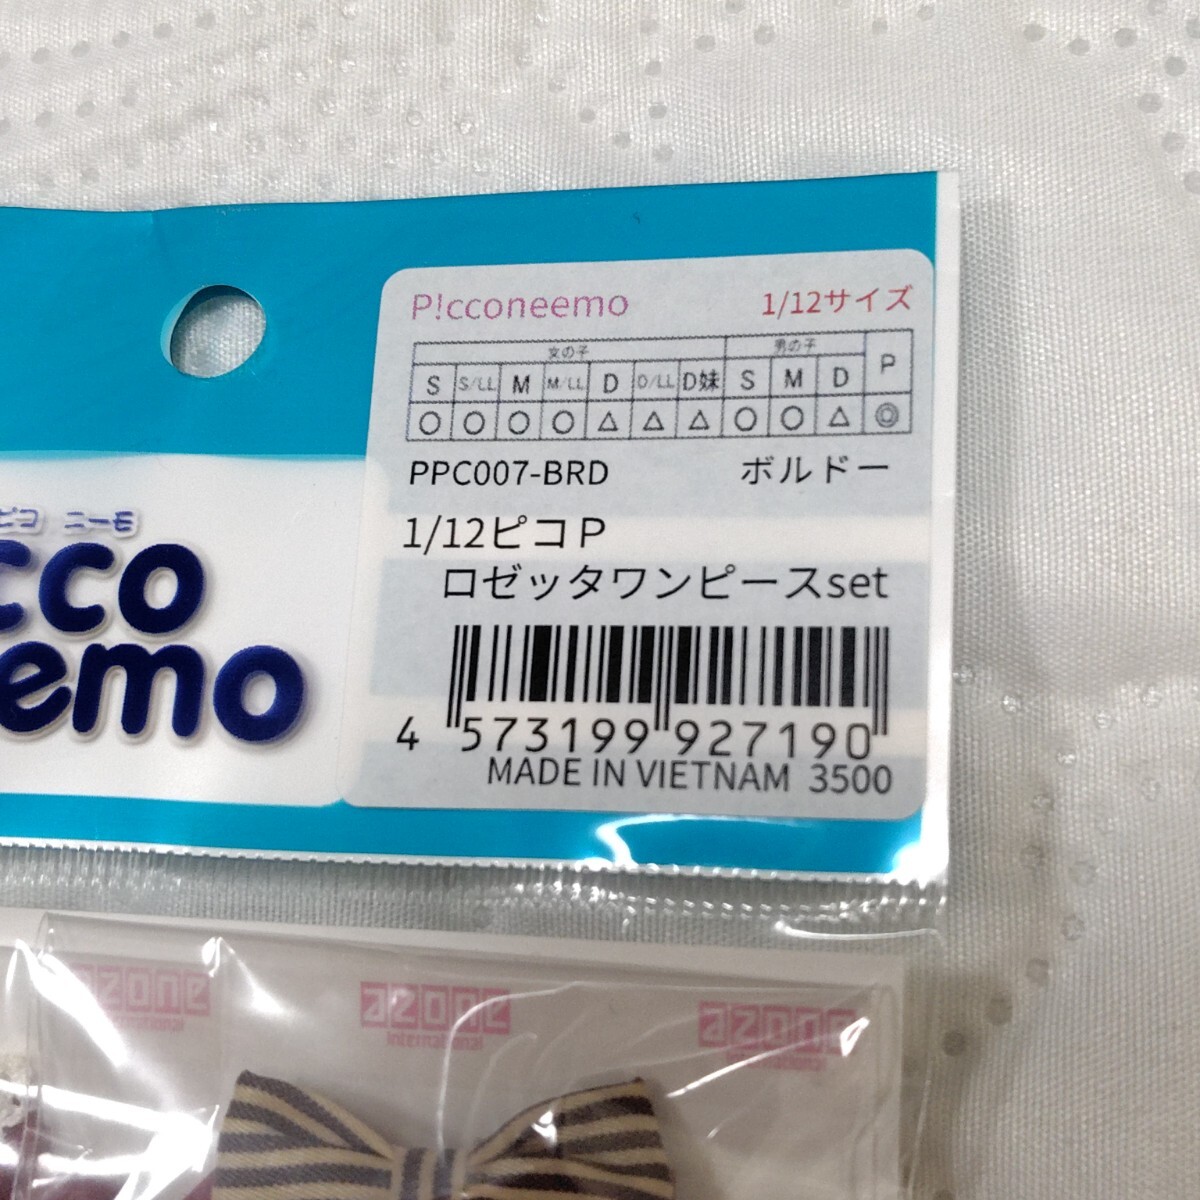 P!cconeemo 1/12サイズ
女の子 男の子 P
S S/LL M M/LL D D/LL D妹 S M D
○ ○ ○ ○ △ △ △ ○ ○ △ ◎
PPC007-BRD ボルドー
1/12ピコP
ロゼッタワンピースset
4 573199 927190
MADE IN VIETNAM 3500
ピコ ニーモ
cco
emo
azone
international
azone
international
azone
international